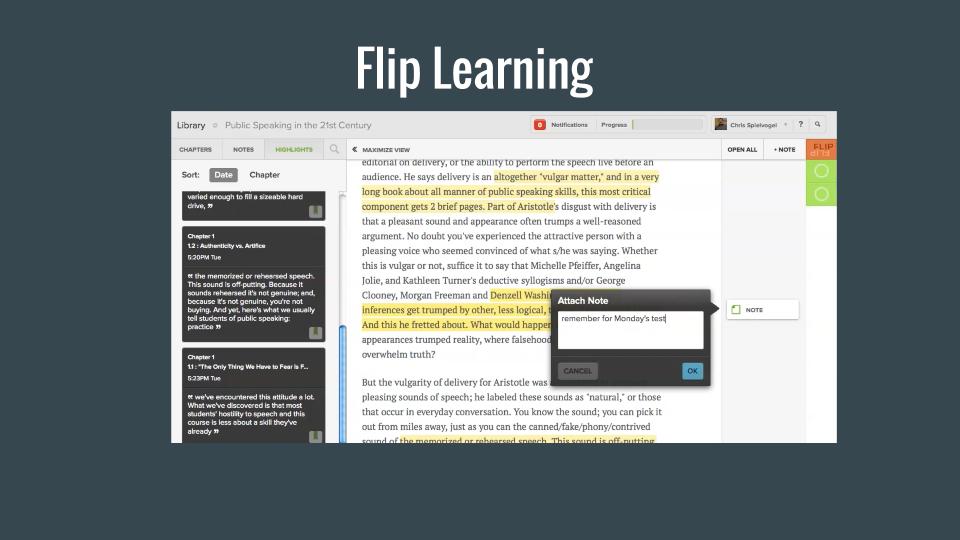 Flip Learning
Library Public Speaking in the 21st Century
0 Notifications Progress
Chris Spielvogel
?
CHAPTERS NOTES HIGHLIGHTS
MAXIMIZE VIEW
OPEN ALL + NOTE
FLIP
Sort: Date Chapter
varied enough to fill a sizeable hard
drive, ”
Chapter 1
1.2 : Authenticity vs. Artifice
5:20PM Tue
“ the memorized or rehearsed speech.
This sound is off-putting. Because it
sounds rehearsed it's not genuine; and,
because it's not genuine, you're not
buying. And yet, here's what we usually
tell students of public speaking:
practice ”
Chapter 1
1.1 : "The Only Thing We Have to Fear is F...
5:23PM Tue
“ we've encountered this attitude a lot.
What we've discovered is that most
students' hostility to speech and this
course is less about a skill they've
already ”
editorial on delivery, or the ability to perform the speech live before an
audience. He says delivery is an altogether "vulgar matter," and in a very
long book about all manner of public speaking skills, this most critical
component gets 2 brief pages. Part of Aristotle's disgust with delivery is
that a pleasant sound and appearance often trumps a well-reasoned
argument. No doubt you've experienced the attractive person with a
pleasing voice who seemed convinced of what s/he was saying. Whether
this is vulgar or not, suffice it to say that Michelle Pfeiffer, Angelina
Jolie, and Kathleen Turner's deductive syllogisms and/or George
Clooney, Morgan Freeman and Denzell
inferences get trumped by other, less logical,
And this he fretted about. What would happen
appearances trumped reality, where falsehood
overwhelm truth?
But the vulgarity of delivery for Aristotle was
pleasing sounds of speech; he labeled these sounds as "natural," or those
that occur in everyday conversation. You know the sound; you can pick it
out from miles away, just as you can the canned/fake/phony/contrived
sound of the memorized or rehearsed speech. This sound is off-putting.
Attach Note
remember for Monday's test
CANCEL OK
NOTE